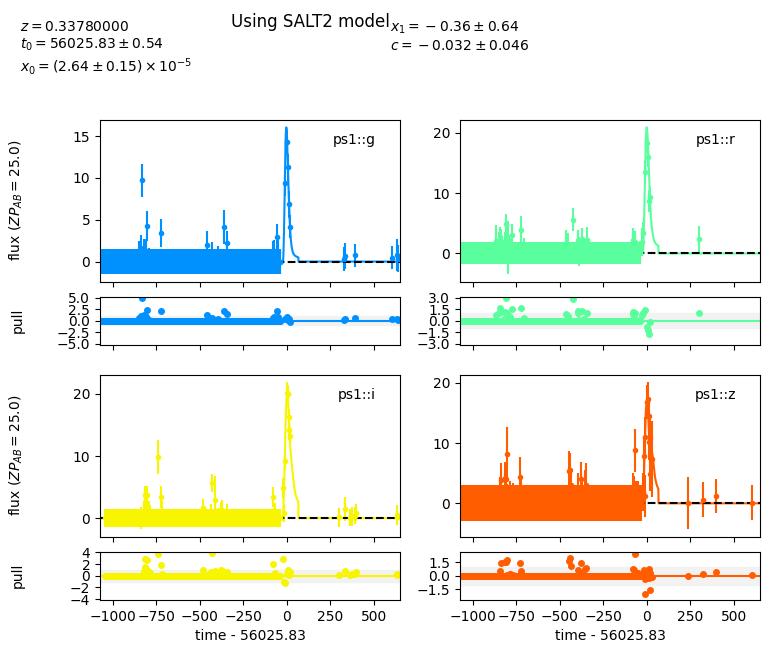 Using SALT2 model
z = 0.33780000
t₀ = 56025.83 ± 0.54
x₀ = (2.64 ± 0.15) × 10⁻⁵
x₁ = −0.36 ± 0.64
c = −0.032 ± 0.046
flux (ZP_AB = 25.0)
15
10
5
0
ps1::g
20
10
0
ps1::r
pull
5.0
2.5
0.0
−2.5
−5.0
3.0
1.5
0.0
−1.5
−3.0
flux (ZP_AB = 25.0)
20
10
0
ps1::i
20
10
0
ps1::z
pull
4
2
0
−2
−4
1.5
0.0
−1.5
−1000 −750 −500 −250 0 250 500
time - 56025.83
−1000 −750 −500 −250 0 250 500
time - 56025.83